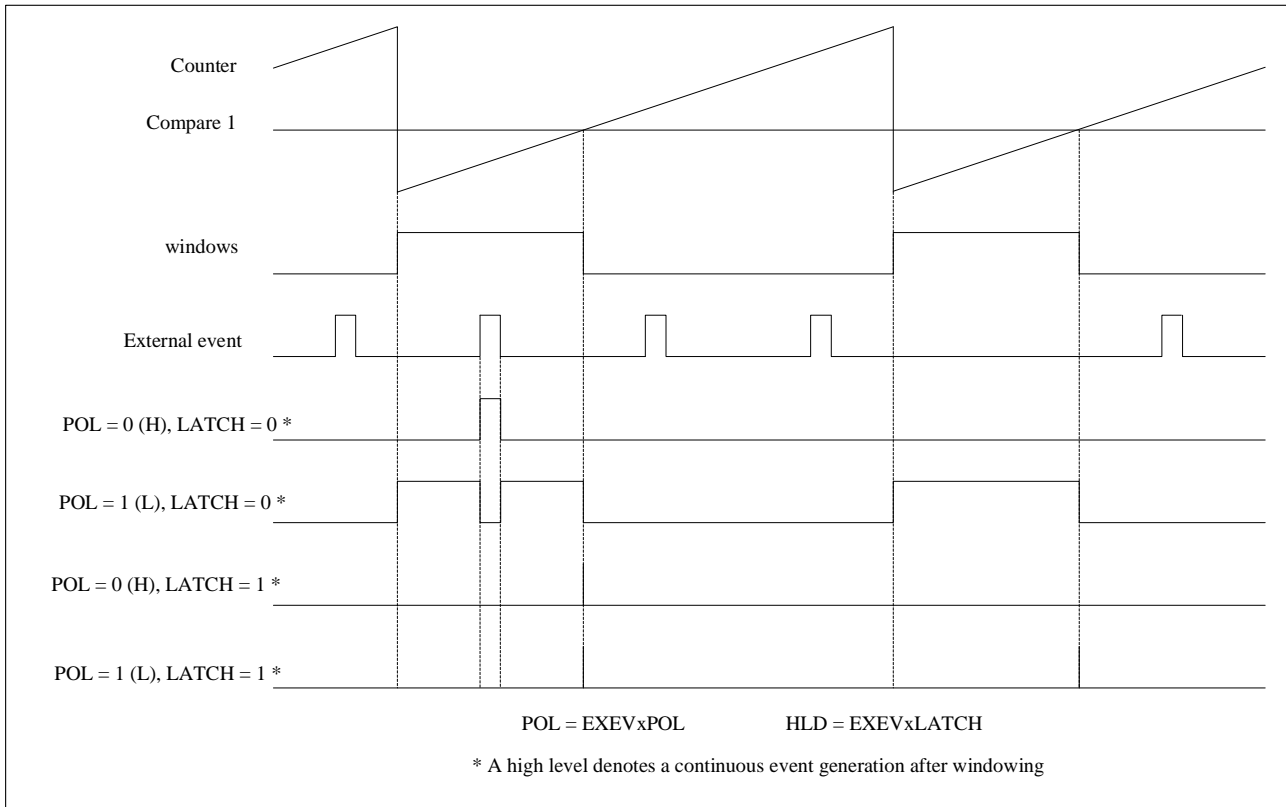 Counter
Compare 1
windows
External event
POL = 0 (H), LATCH = 0 *
POL = 1 (L), LATCH = 0 *
POL = 0 (H), LATCH = 1 *
POL = 1 (L), LATCH = 1 *
POL = EXEVxPOL HLD = EXEVxLATCH
* A high level denotes a continuous event generation after windowing